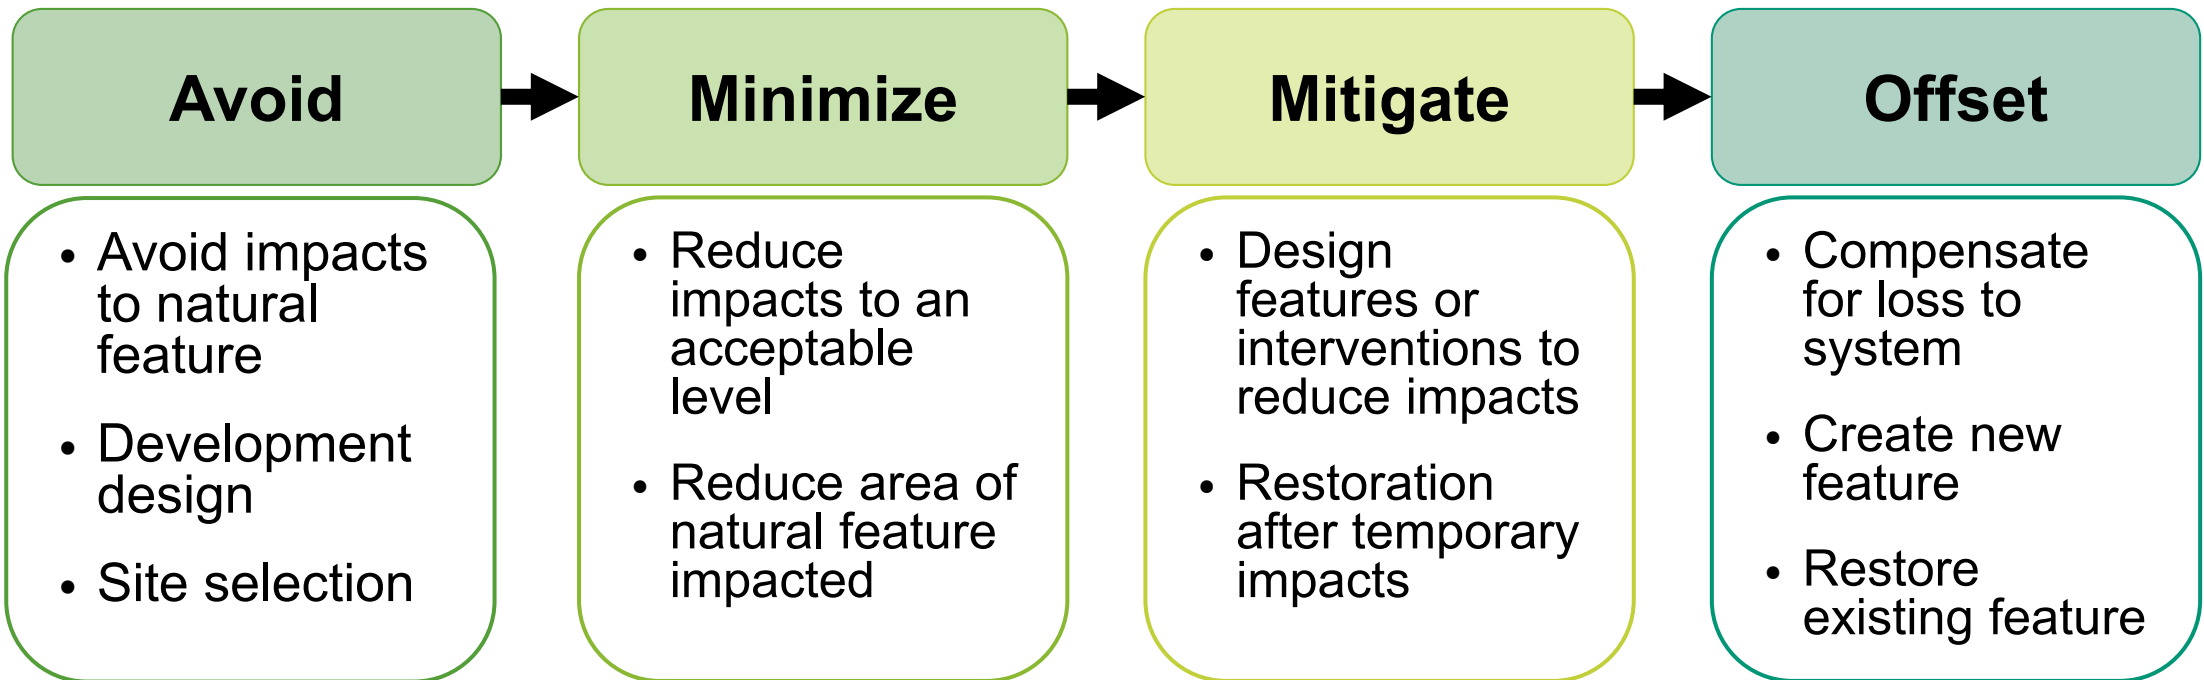 Avoid
• Avoid impacts
to natural
feature
• Development
design
• Site selection
Minimize
• Reduce
impacts to an
acceptable
level
• Reduce area of
natural feature
impacted
Mitigate
• Design
features or
interventions to
reduce impacts
• Restoration
after temporary
impacts
Offset
• Compensate
for loss to
system
• Create new
feature
• Restore
existing feature